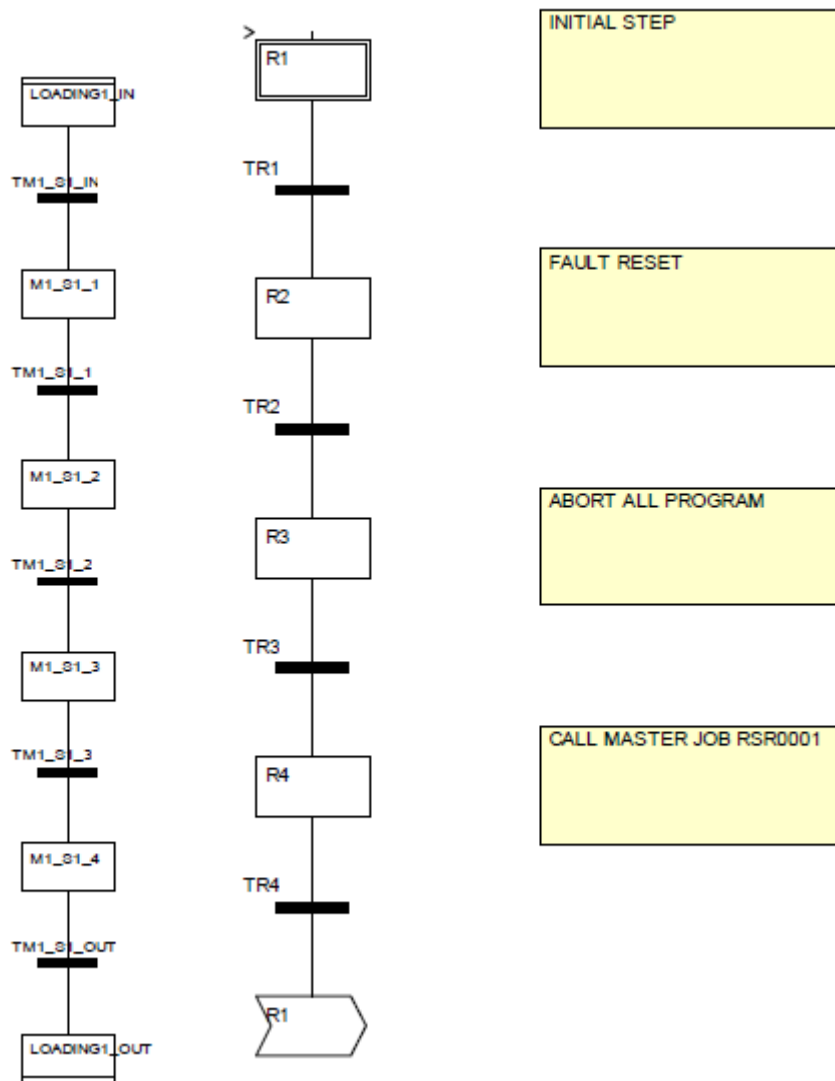 LOADING1_IN
TM1_S1_IN
M1_S1_1
TM1_S1_1
M1_S1_2
TM1_S1_2
M1_S1_3
TM1_S1_3
M1_S1_4
TM1_S1_OUT
LOADING1_OUT
>
R1
TR1
R2
TR2
R3
TR3
R4
TR4
R1
INITIAL STEP
FAULT RESET
ABORT ALL PROGRAM
CALL MASTER JOB RSR0001